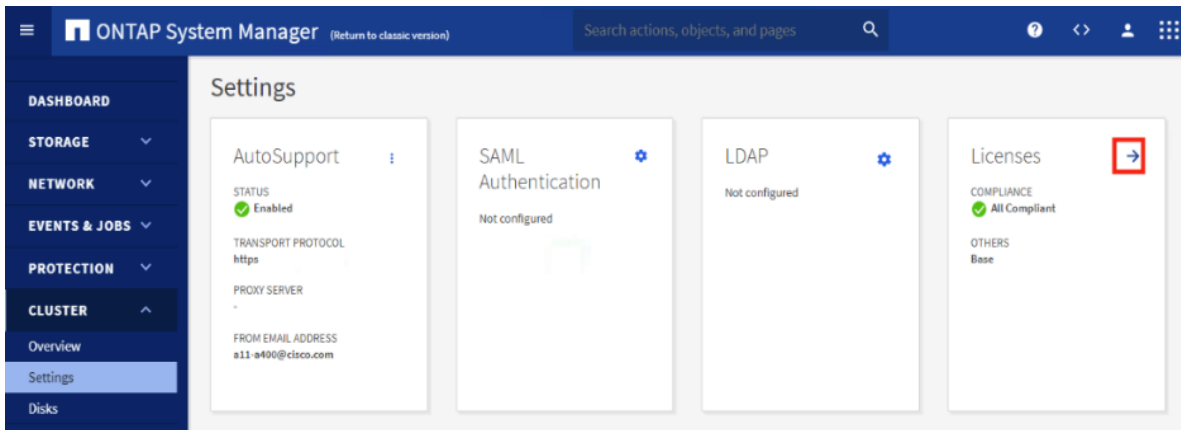 ONTAP System Manager (Return to classic version)
Search actions, objects, and pages
DASHBOARD
STORAGE
NETWORK
EVENTS & JOBS
PROTECTION
CLUSTER
Overview
Settings
Disks
Settings
AutoSupport
STATUS
Enabled
TRANSPORT PROTOCOL
https
PROXY SERVER
-
FROM EMAIL ADDRESS
a11-a400@cisco.com
SAML
Authentication
Not configured
LDAP
Not configured
Licenses
COMPLIANCE
All Compliant
OTHERS
Base